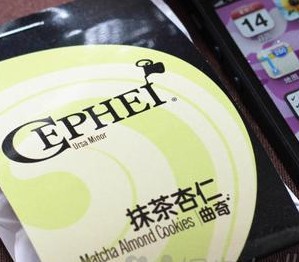 CEPHEI®
Ursa Minor
抹茶杏仁
Matcha Almond Cookies 曲奇
14